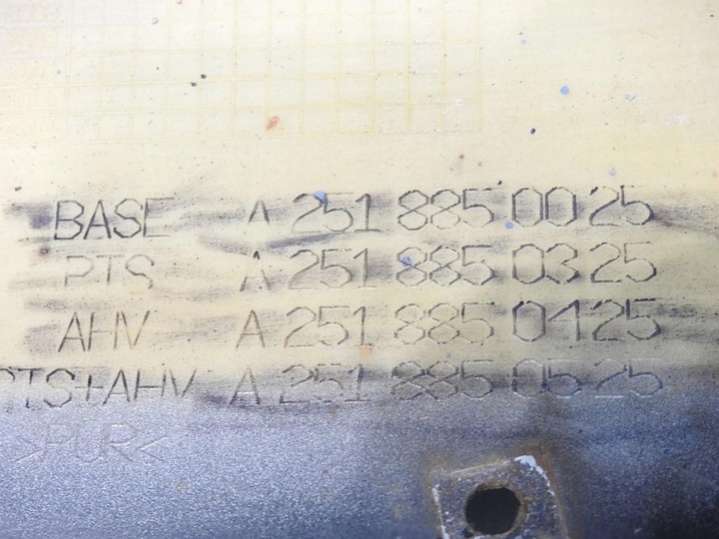 BASE A 251 885 00 25
PTS A 251 885 03 25
AHV A 251 885 04 25
PTS+AHV A 251 885 05 25
>PUR<